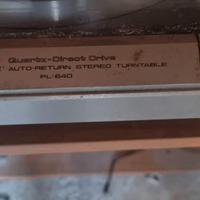 Quartz-Direct Drive
AUTO-RETURN STEREO TURNTABLE
PL-640